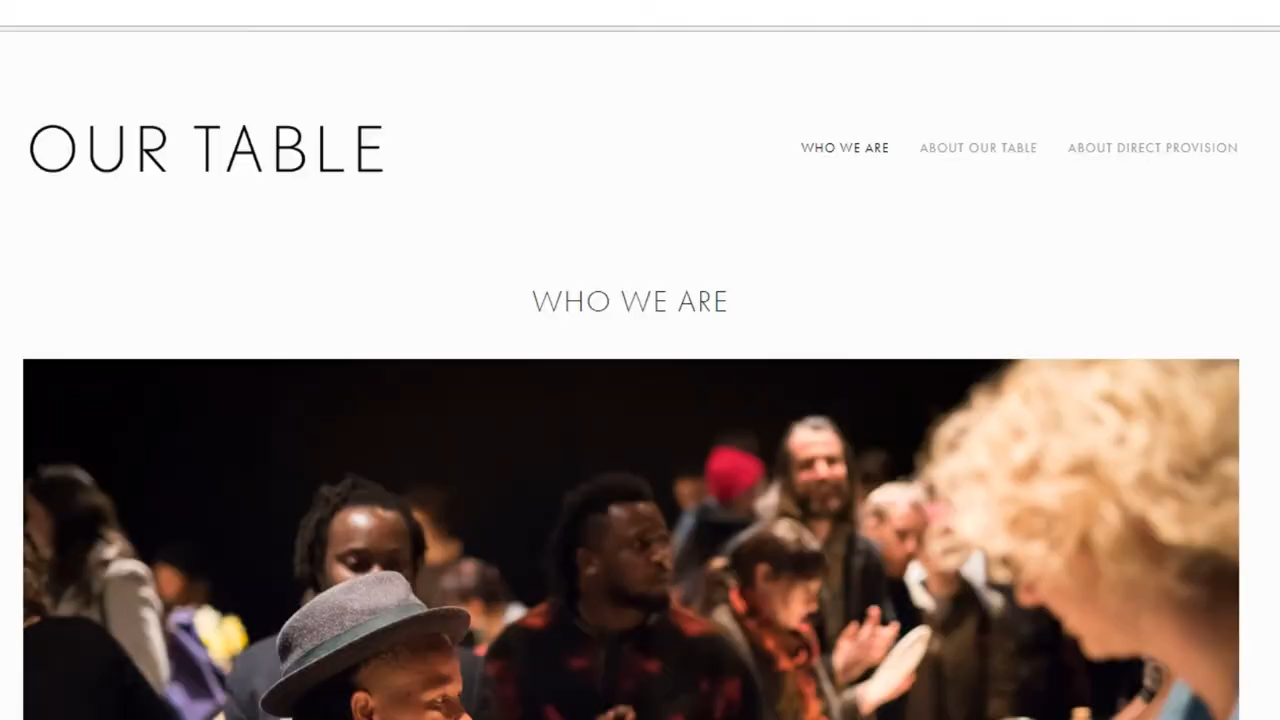 OUR TABLE
WHO WE ARE
ABOUT OUR TABLE
ABOUT DIRECT PROVISION
WHO WE ARE